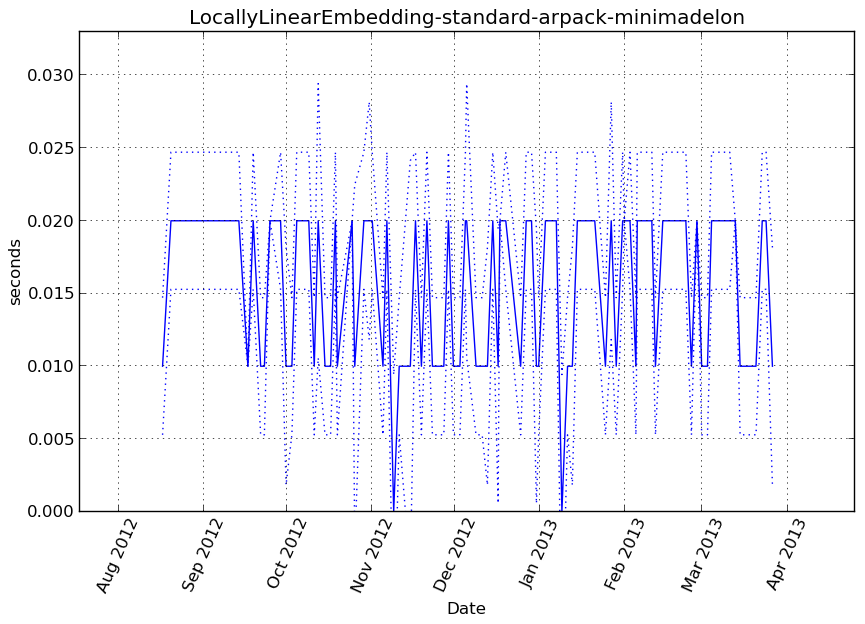 LocallyLinearEmbedding-standard-arpack-minimadelon
0.030
0.025
0.020
0.015
0.010
0.005
0.000
seconds
Aug 2012
Sep 2012
Oct 2012
Nov 2012
Dec 2012
Jan 2013
Feb 2013
Mar 2013
Apr 2013
Date